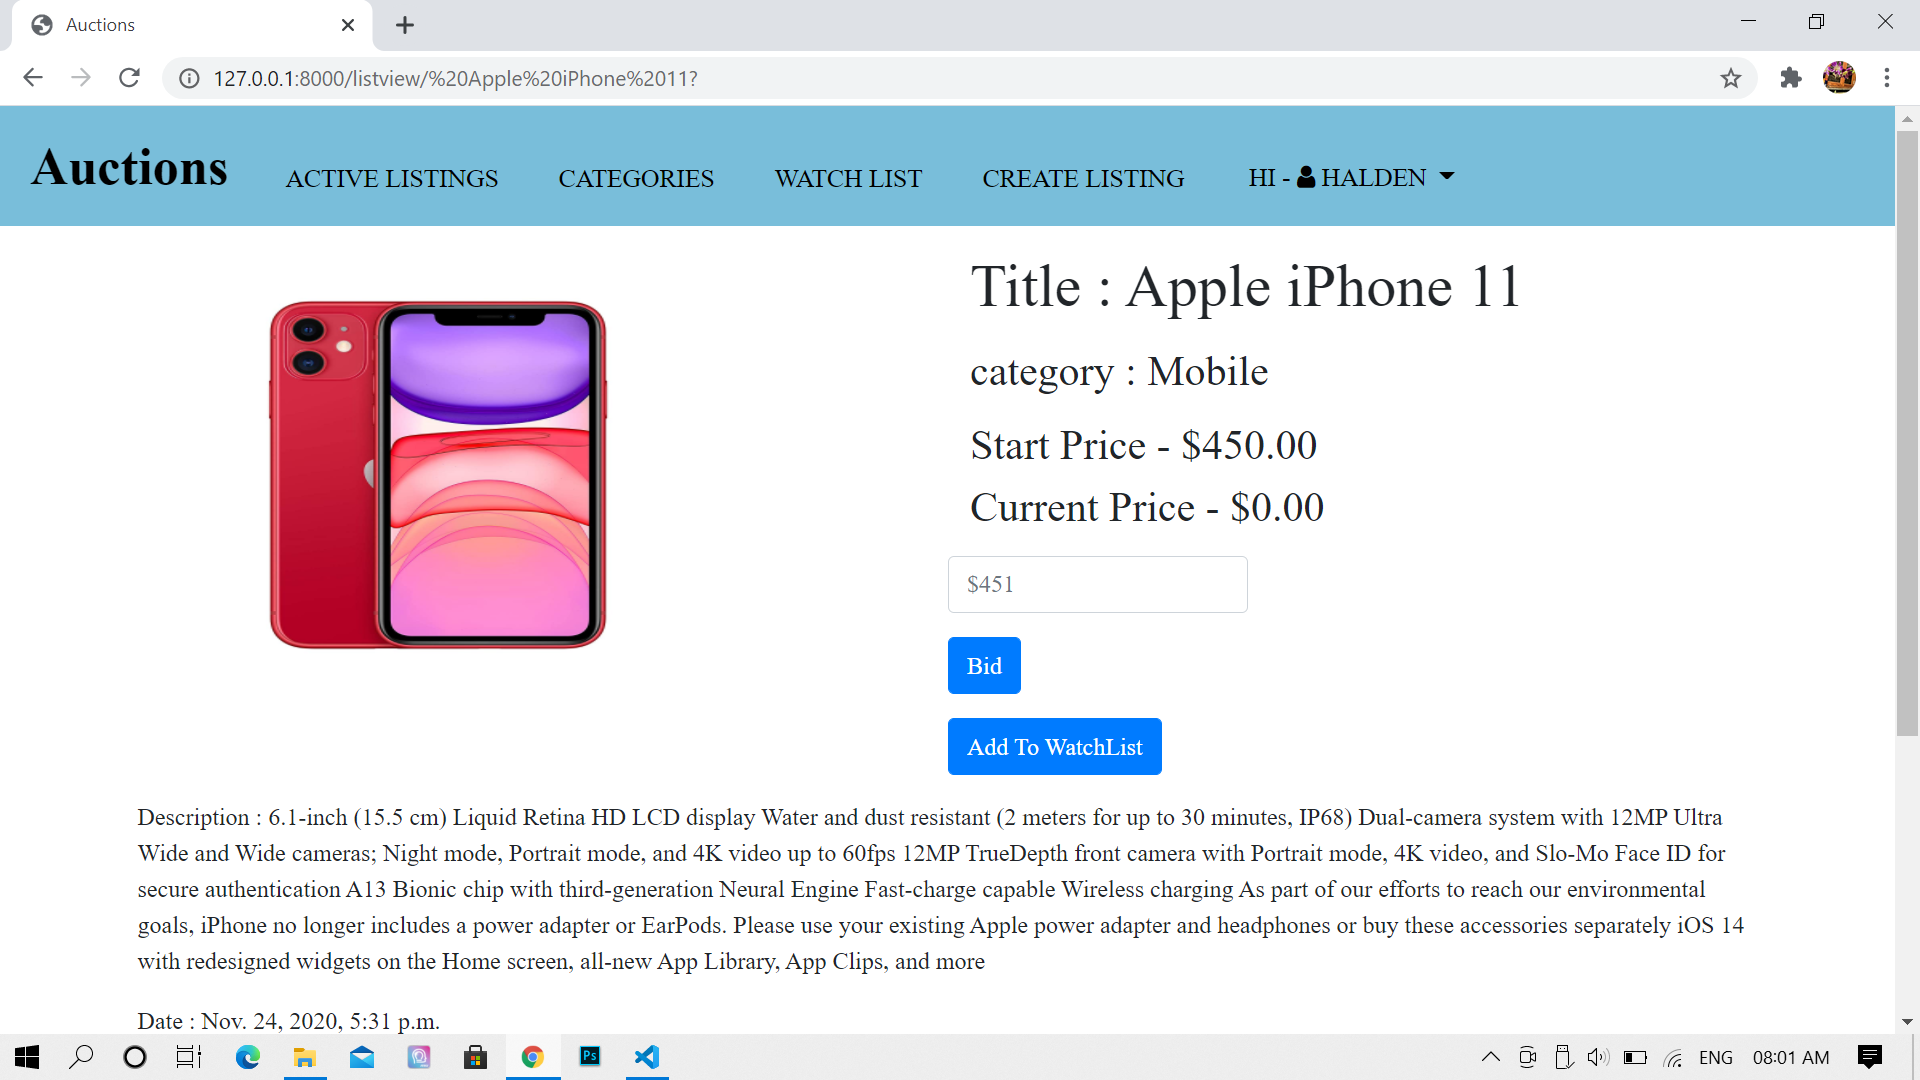 Auctions
127.0.0.1:8000/listview/%20Apple%20iPhone%2011?
Auctions
ACTIVE LISTINGS
CATEGORIES
WATCH LIST
CREATE LISTING
HI - HALDEN
Title : Apple iPhone 11
category : Mobile
Start Price - $450.00
Current Price - $0.00
$451
Bid
Add To WatchList
Description : 6.1-inch (15.5 cm) Liquid Retina HD LCD display Water and dust resistant (2 meters for up to 30 minutes, IP68) Dual-camera system with 12MP Ultra
Wide and Wide cameras; Night mode, Portrait mode, and 4K video up to 60fps 12MP TrueDepth front camera with Portrait mode, 4K video, and Slo-Mo Face ID for
secure authentication A13 Bionic chip with third-generation Neural Engine Fast-charge capable Wireless charging As part of our efforts to reach our environmental
goals, iPhone no longer includes a power adapter or EarPods. Please use your existing Apple power adapter and headphones or buy these accessories separately iOS 14
with redesigned widgets on the Home screen, all-new App Library, App Clips, and more
Date : Nov. 24, 2020, 5:31 p.m.
Ps
ENG
08:01 AM